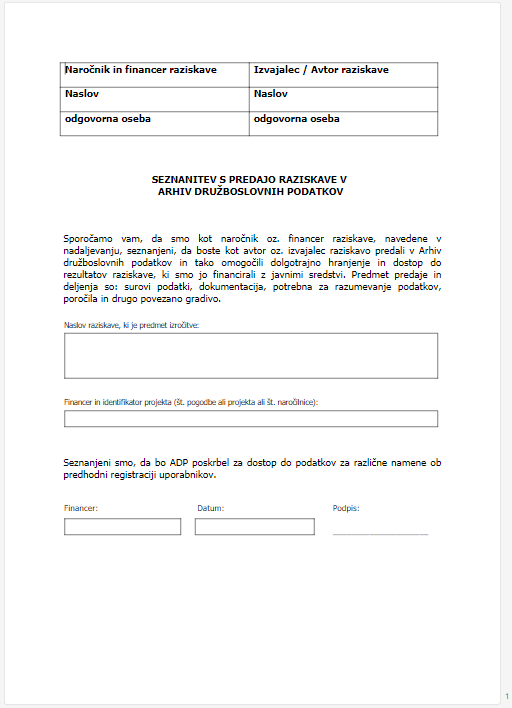 Naročnik in financer raziskave Izvajalec / Avtor raziskave
Naslov Naslov
odgovorna oseba odgovorna oseba
SEZNANITEV S PREDAJO RAZISKAVE V
ARHIV DRUŽBOSLOVNIH PODATKOV
Sporočamo vam, da smo kot naročnik oz. financer raziskave, navedene v
nadaljevanju, seznanjeni, da boste kot avtor oz. izvajalec raziskavo predali v Arhiv
družboslovnih podatkov in tako omogočili dolgotrajno hranjenje in dostop do
rezultatov raziskave, ki smo jo financirali z javnimi sredstvi. Predmet predaje in
deljenja so: surovi podatki, dokumentacija, potrebna za razumevanje podatkov,
poročila in drugo povezano gradivo.
Naslov raziskave, ki je predmet izročitve:
Financer in identifikator projekta (št. pogodbe ali projekta ali št. naročilnice):
Seznanjeni smo, da bo ADP poskrbel za dostop do podatkov za različne namene ob
predhodni registraciji uporabnikov.
Financer: Datum: Podpis:
1